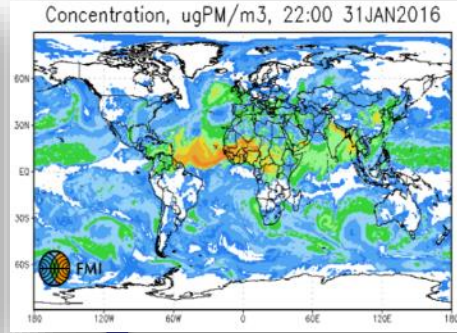 Concentration, ugPM/m3, 22:00 31JAN2016
60N
30N
EQ
30S
60S
FMI
180 120W 60W 0 60E 120E 180